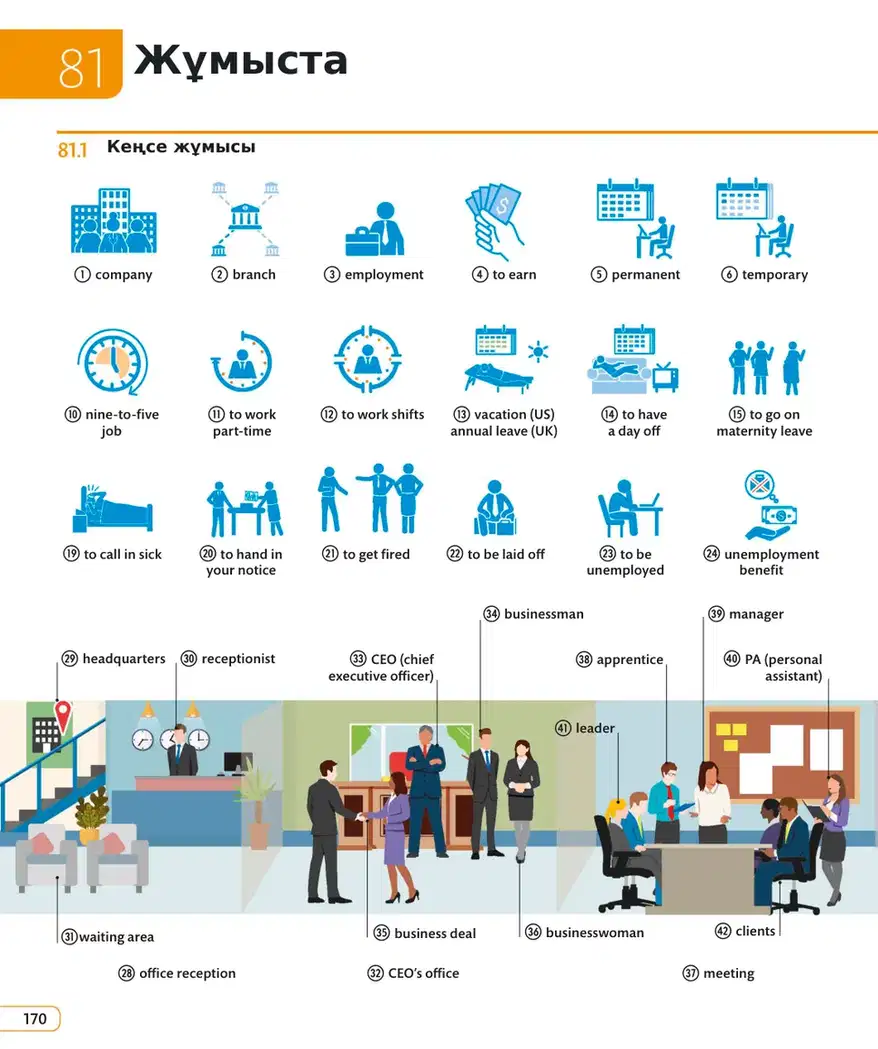 81 Жұмыста
81.1 Кеңсе жұмысы
① company
② branch
③ employment
④ to earn
⑤ permanent
⑥ temporary
⑩ nine-to-five
job
⑪ to work
part-time
⑫ to work shifts
⑬ vacation (US)
annual leave (UK)
⑭ to have
a day off
⑮ to go on
maternity leave
⑲ to call in sick
⑳ to hand in
your notice
㉑ to get fired
㉒ to be laid off
㉓ to be
unemployed
㉔ unemployment
benefit
㉞ businessman
㊴ manager
㉙ headquarters
㉚ receptionist
㉝ CEO (chief
executive officer)
㊳ apprentice
㊵ PA (personal
assistant)
㊶ leader
㉛ waiting area
㉟ business deal
㊱ businesswoman
㊷ clients
㉘ office reception
㉜ CEO’s office
㊲ meeting
170